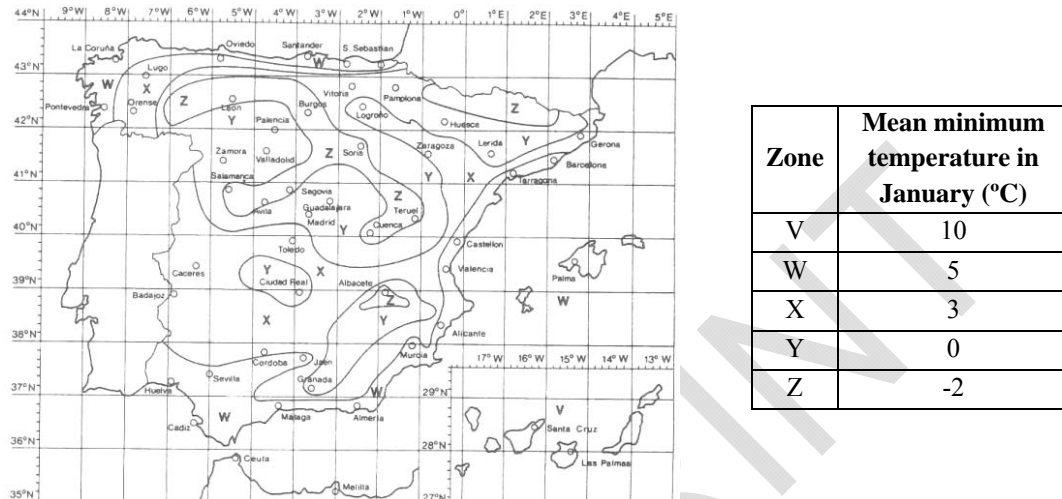 44°N 9°W 8°W 7°W 6°W 5°W 4°W 3°W 2°W 1°W 0° 1°E 2°E 3°E 4°E 5°E
La Coruña
Oviedo
Santander
S. Sebastian
43°N
Lugo
W
W
X
Z
Vitoria
Pamplona
Z
Pontevedra
Orense
León
Burgos
Logroño
Huesca
Y
42°N
Palencia
Y
Gerona
Zamora
Valladolid
Z
Soria
Zaragoza
Lerida
Barcelona
Salamanca
41°N
Y
X
Tarragona
Segovia
Z
Avila
Guadalajara
Madrid
Teruel
Cuenca
Y
40°N
Toledo
Castellon
Caceres
Y
X
Valencia
Palma
Ciudad Real
Albacete
39°N
Badajoz
Z
W
X
Y
Alicante
38°N
Murcia
17°W 16°W 15°W 14°W 13°W
Cordoba
Jaen
Granada
37°N
Sevilla
Huelva
W
29°N
W
V
Cadiz
Malaga
Almería
Santa Cruz
36°N
28°N
Ceuta
Las Palmas
Melilla
35°N
27°N
Zone
Mean minimum
temperature in
January (ºC)
V 10
W 5
X 3
Y 0
Z -2
NT